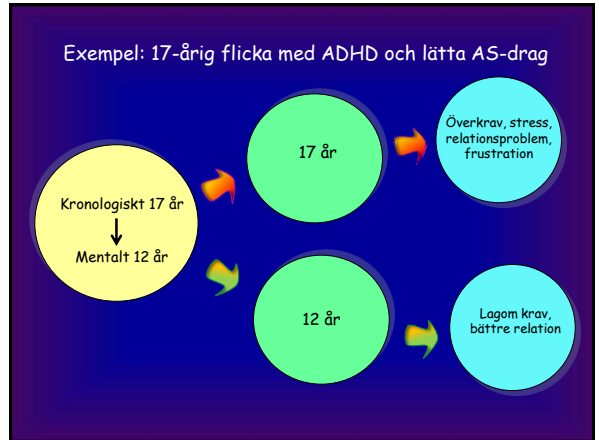 Exempel: 17-årig flicka med ADHD och lätta AS-drag
Kronologiskt 17 år
Mentalt 12 år
17 år
Överkrav, stress,
relationsproblem,
frustration
12 år
Lagom krav,
bättre relation